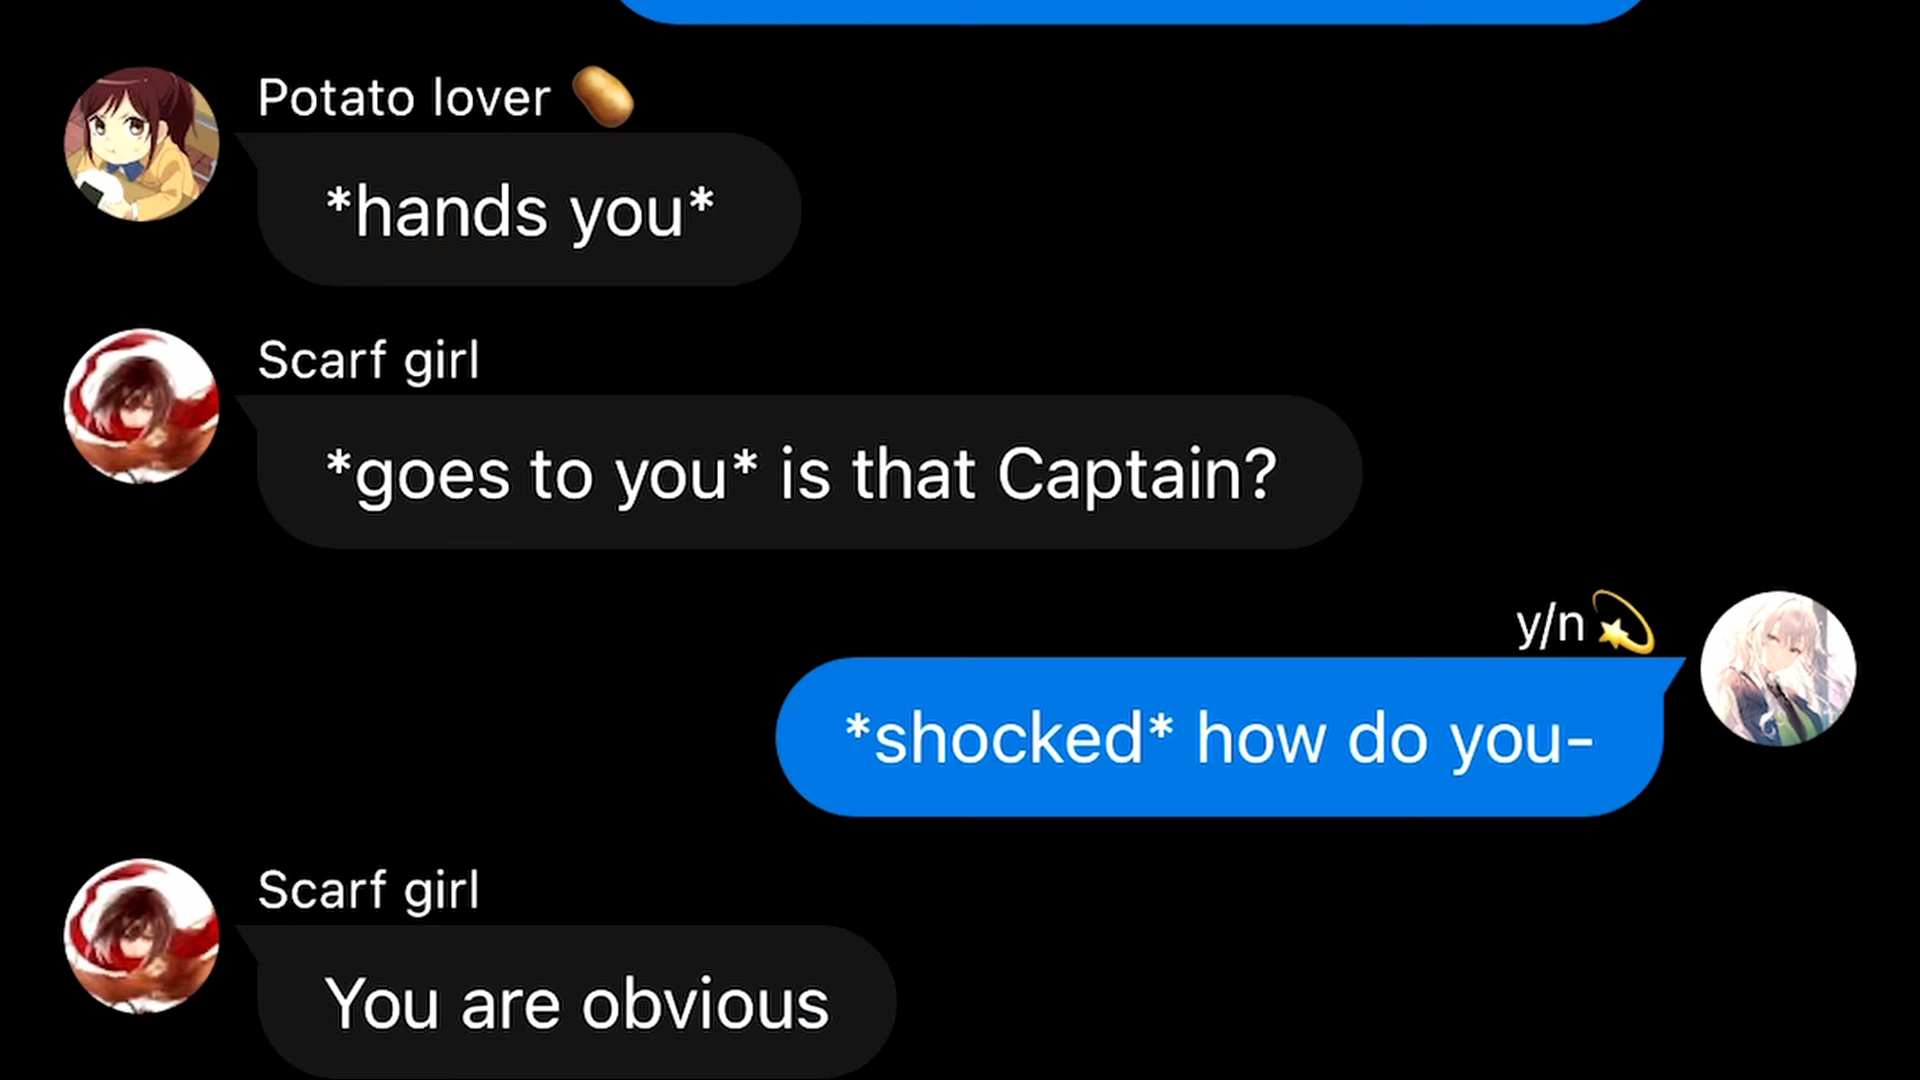 Potato lover 🥔
*hands you*
Scarf girl
*goes to you* is that Captain?
y/n💫
*shocked* how do you-
Scarf girl
You are obvious